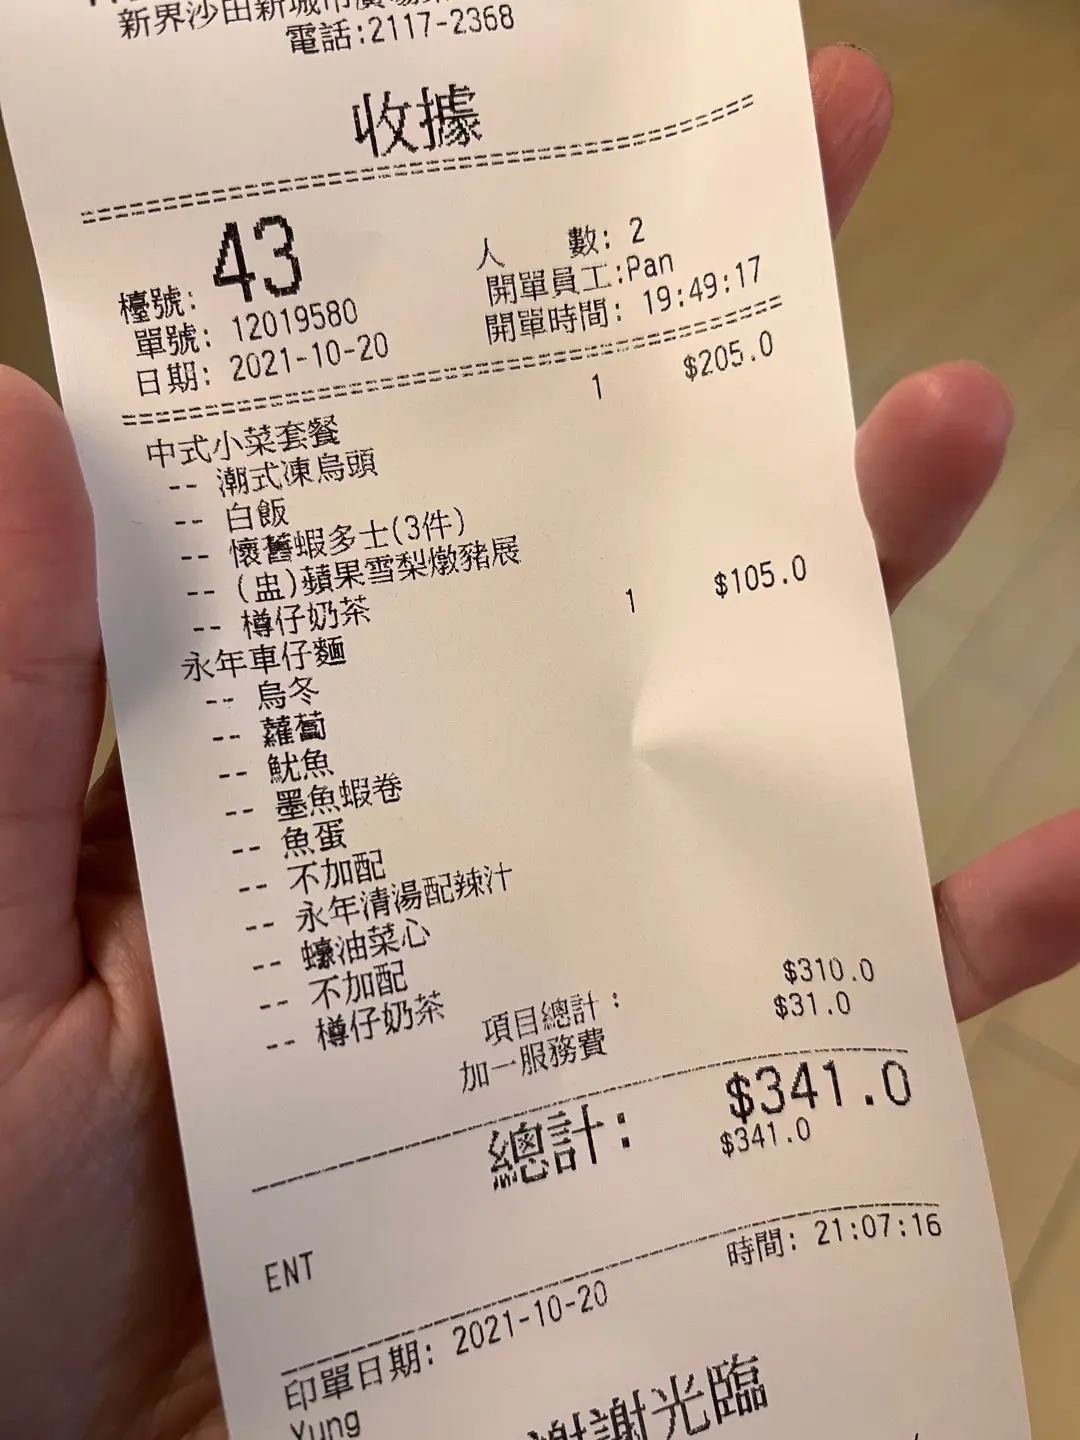 新界沙田新城市廣場
電話:2117-2368
收據
檯號: 43
人 數: 2
單號: 12019580
開單員工:Pan
日期: 2021-10-20
開單時間: 19:49:17
中式小菜套餐 1 $205.0
-- 潮式凍烏頭
-- 白飯
-- 懷舊蝦多士(3件)
-- (盅)蘋果雪梨燉豬展
-- 樽仔奶茶
永年車仔麵 1 $105.0
-- 烏冬
-- 蘿蔔
-- 魷魚
-- 墨魚蝦卷
-- 魚蛋
-- 不加配
-- 永年清湯配辣汁
-- 蠔油菜心
-- 不加配
-- 樽仔奶茶
項目總計: $310.0
加一服務費 $31.0
總計: $341.0
ENT $341.0
印單日期: 2021-10-20 時間: 21:07:16
Yung
謝謝光臨